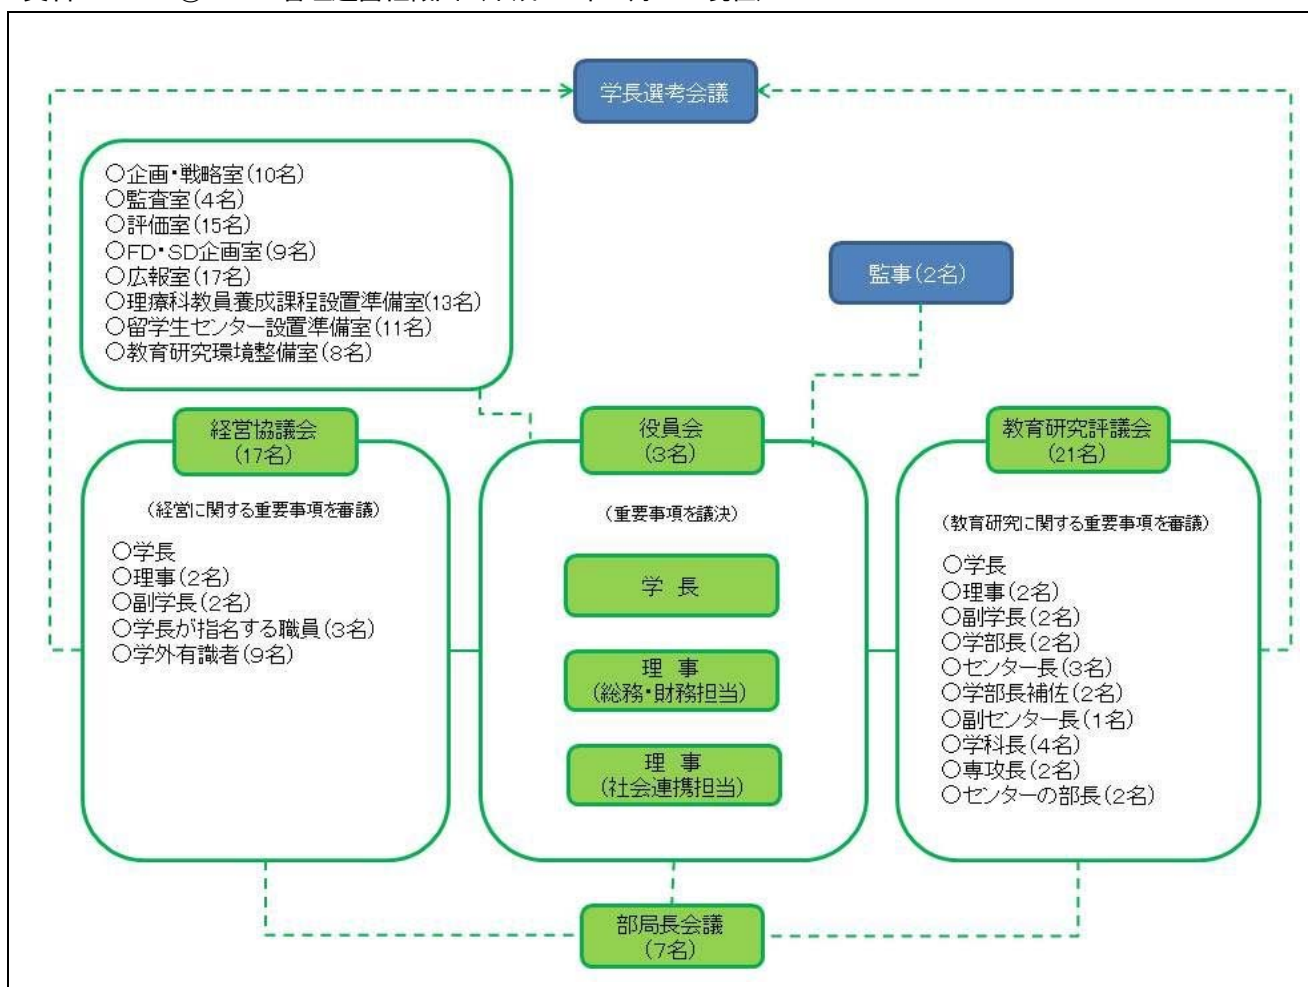 学長選考会議
○企画・戦略室(10名)
○監査室(4名)
○評価室(15名)
○FD・SD企画室(9名)
○広報室(17名)
○理療科教員養成課程設置準備室(13名)
○留学生センター設置準備室(11名)
○教育研究環境整備室(8名)
監事(2名)
経営協議会
(17名)
(経営に関する重要事項を審議)
○学長
○理事(2名)
○副学長(2名)
○学長が指名する職員(3名)
○学外有識者(9名)
役員会
(3名)
(重要事項を議決)
学 長
理 事
(総務・財務担当)
理 事
(社会連携担当)
教育研究評議会
(21名)
(教育研究に関する重要事項を審議)
○学長
○理事(2名)
○副学長(2名)
○学部長(2名)
○センター長(3名)
○学部長補佐(2名)
○副センター長(1名)
○学科長(4名)
○専攻長(2名)
○センターの部長(2名)
部局長会議
(7名)